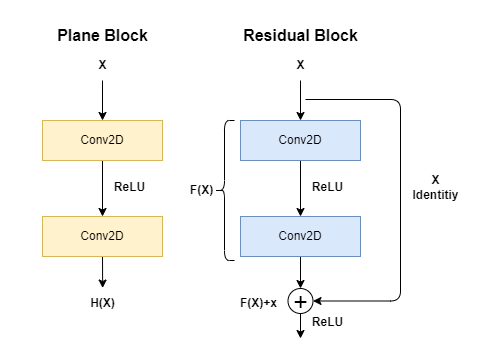 Plane Block
X
Conv2D
ReLU
Conv2D
H(X)
Residual Block
X
Conv2D
F(X)
ReLU
X
Identitiy
Conv2D
F(X)+x
+
ReLU